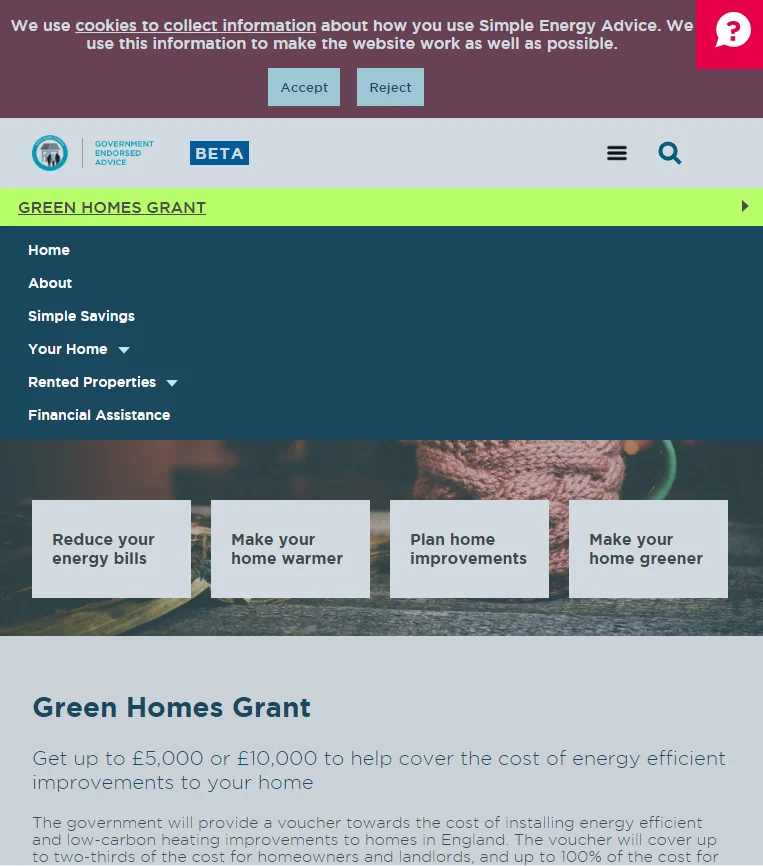 We use cookies to collect information about how you use Simple Energy Advice. We
use this information to make the website work as well as possible.
Accept
Reject
GOVERNMENT
ENDORSED
ADVICE
BETA
GREEN HOMES GRANT
Home
About
Simple Savings
Your Home
Rented Properties
Financial Assistance
Reduce your
energy bills
Make your
home warmer
Plan home
improvements
Make your
home greener
Green Homes Grant
Get up to £5,000 or £10,000 to help cover the cost of energy efficient
improvements to your home
The government will provide a voucher towards the cost of installing energy efficient
and low-carbon heating improvements to homes in England. The voucher will cover up
to two-thirds of the cost for homeowners and landlords, and up to 100% of the cost for